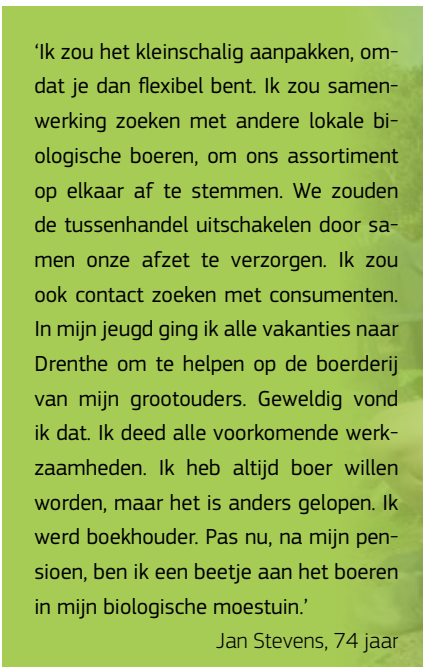 ‘Ik zou het kleinschalig aanpakken, om-
dat je dan flexibel bent. Ik zou samen-
werking zoeken met andere lokale bi-
ologische boeren, om ons assortiment
op elkaar af te stemmen. We zouden
de tussenhandel uitschakelen door sa-
men onze afzet te verzorgen. Ik zou
ook contact zoeken met consumenten.
In mijn jeugd ging ik alle vakanties naar
Drenthe om te helpen op de boerderij
van mijn grootouders. Geweldig vond
ik dat. Ik deed alle voorkomende werk-
zaamheden. Ik heb altijd boer willen
worden, maar het is anders gelopen. Ik
werd boekhouder. Pas nu, na mijn pen-
sioen, ben ik een beetje aan het boeren
in mijn biologische moestuin.’
Jan Stevens, 74 jaar